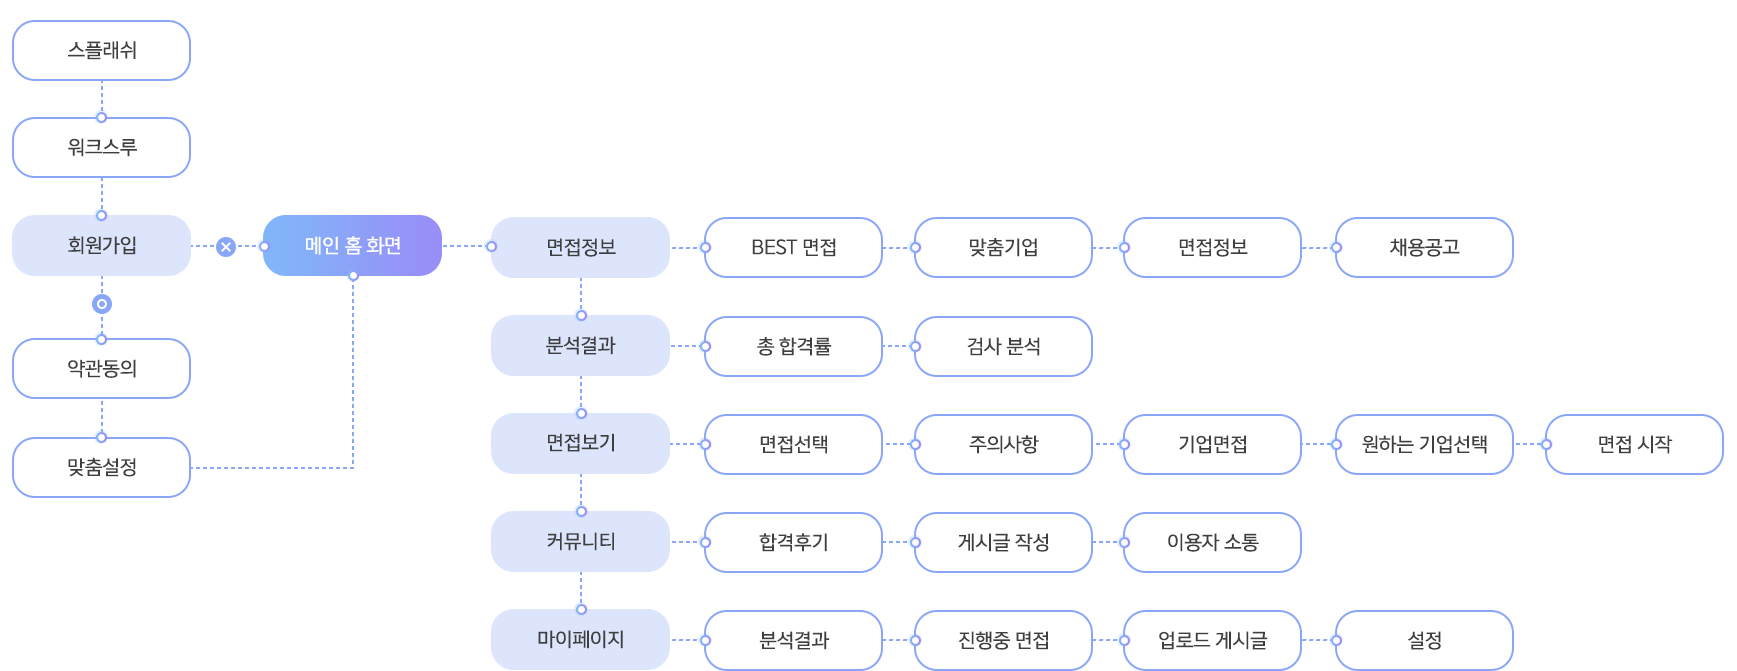 스플래쉬
워크스루
회원가입
메인 홈 화면
면접정보
BEST 면접
맞춤기업
면접정보
채용공고
분석결과
총 합격률
검사 분석
약관동의
면접보기
면접선택
주의사항
기업면접
원하는 기업선택
면접 시작
맞춤설정
커뮤니티
합격후기
게시글 작성
이용자 소통
마이페이지
분석결과
진행중 면접
업로드 게시글
설정